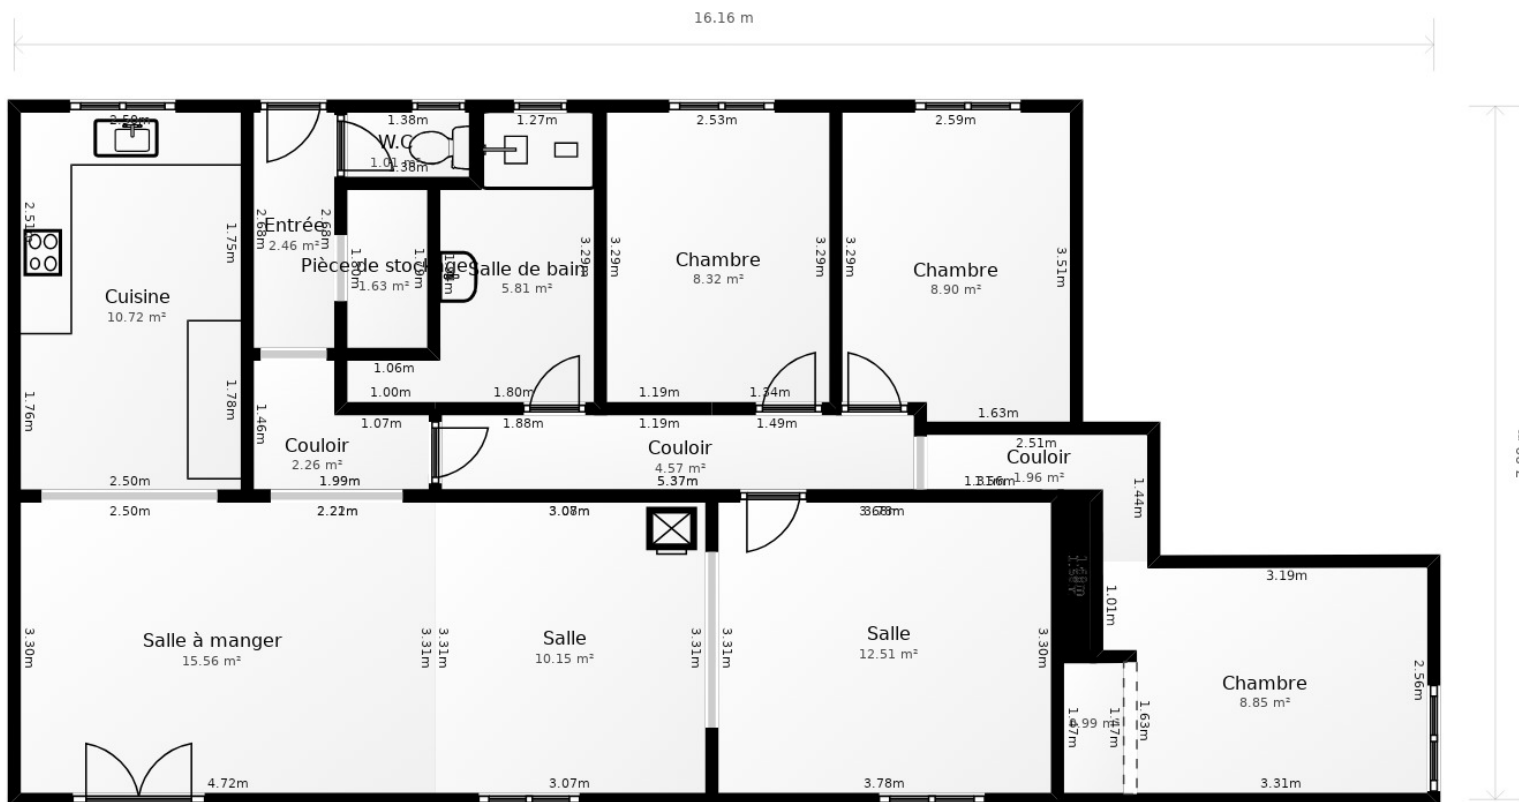 16.16 m
2.50m
1.38m
1.27m
2.53m
2.59m
W.C
1.01 m²
1.38m
2.51m
1.75m
2.68m
2.68m
Entrée
2.46 m²
Pièce de stockage
1.63 m²
Salle de bain
5.81 m²
3.29m
3.29m
Chambre
8.32 m²
3.29m
3.29m
Chambre
8.90 m²
3.51m
Cuisine
10.72 m²
1.06m
1.00m
1.80m
1.19m
1.34m
1.63m
1.76m
1.78m
1.46m
1.07m
1.88m
1.19m
1.49m
Couloir
2.26 m²
Couloir
4.57 m²
2.51m
Couloir
1.96 m²
2.50m
1.99m
5.37m
1.44m
2.50m
3.07m
3.19m
1.01m
3.30m
Salle à manger
15.56 m²
3.31m
3.31m
Salle
10.15 m²
3.31m
3.31m
Salle
12.51 m²
3.30m
Chambre
8.85 m²
2.56m
0.99 m²
1.47m
1.47m
1.63m
4.72m
3.07m
3.78m
3.31m